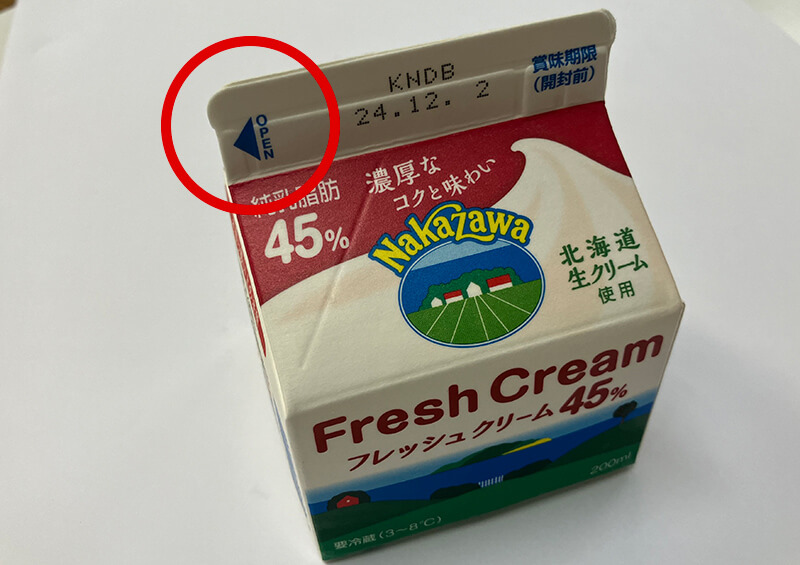 KNDB
24.12. 2
賞味期限
(開封前)
OPEN
濃厚な
コクと味わい
純乳脂肪
45%
Nakazawa
北海道
生クリーム
使用
Fresh Cream
フレッシュクリーム 45%
200ml
要冷蔵(3~8℃)